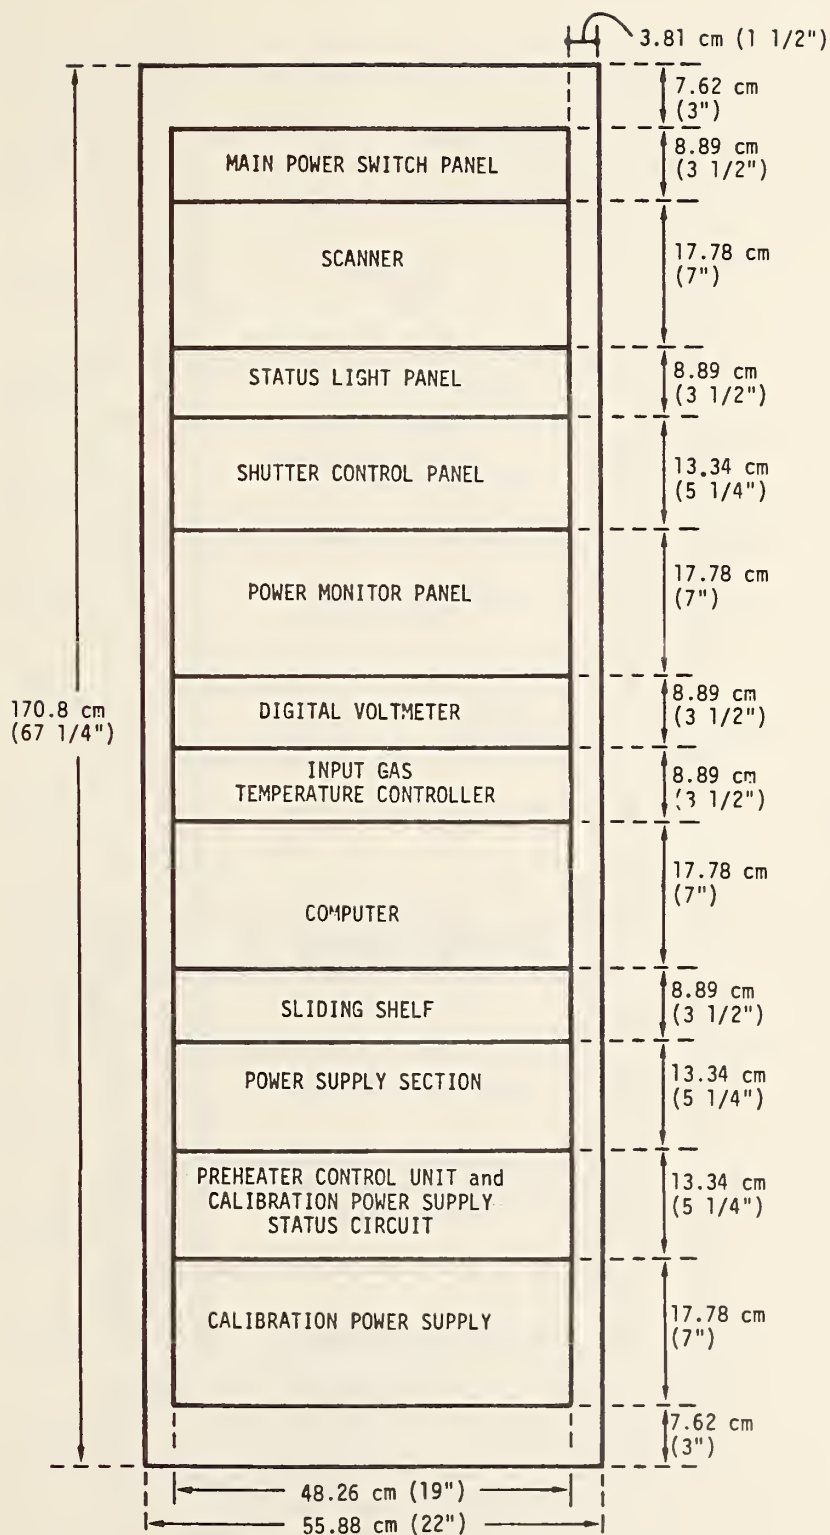 3.81 cm (1 1/2")
7.62 cm
(3")
MAIN POWER SWITCH PANEL
8.89 cm
(3 1/2")
SCANNER
17.78 cm
(7")
STATUS LIGHT PANEL
8.89 cm
(3 1/2")
SHUTTER CONTROL PANEL
13.34 cm
(5 1/4")
POWER MONITOR PANEL
17.78 cm
(7")
170.8 cm
(67 1/4")
DIGITAL VOLTMETER
8.89 cm
(3 1/2")
INPUT GAS
TEMPERATURE CONTROLLER
8.89 cm
(3 1/2")
COMPUTER
17.78 cm
(7")
SLIDING SHELF
8.89 cm
(3 1/2")
POWER SUPPLY SECTION
13.34 cm
(5 1/4")
PREHEATER CONTROL UNIT and
CALIBRATION POWER SUPPLY
STATUS CIRCUIT
13.34 cm
(5 1/4")
CALIBRATION POWER SUPPLY
17.78 cm
(7")
7.62 cm
(3")
48.26 cm (19")
55.88 cm (22")